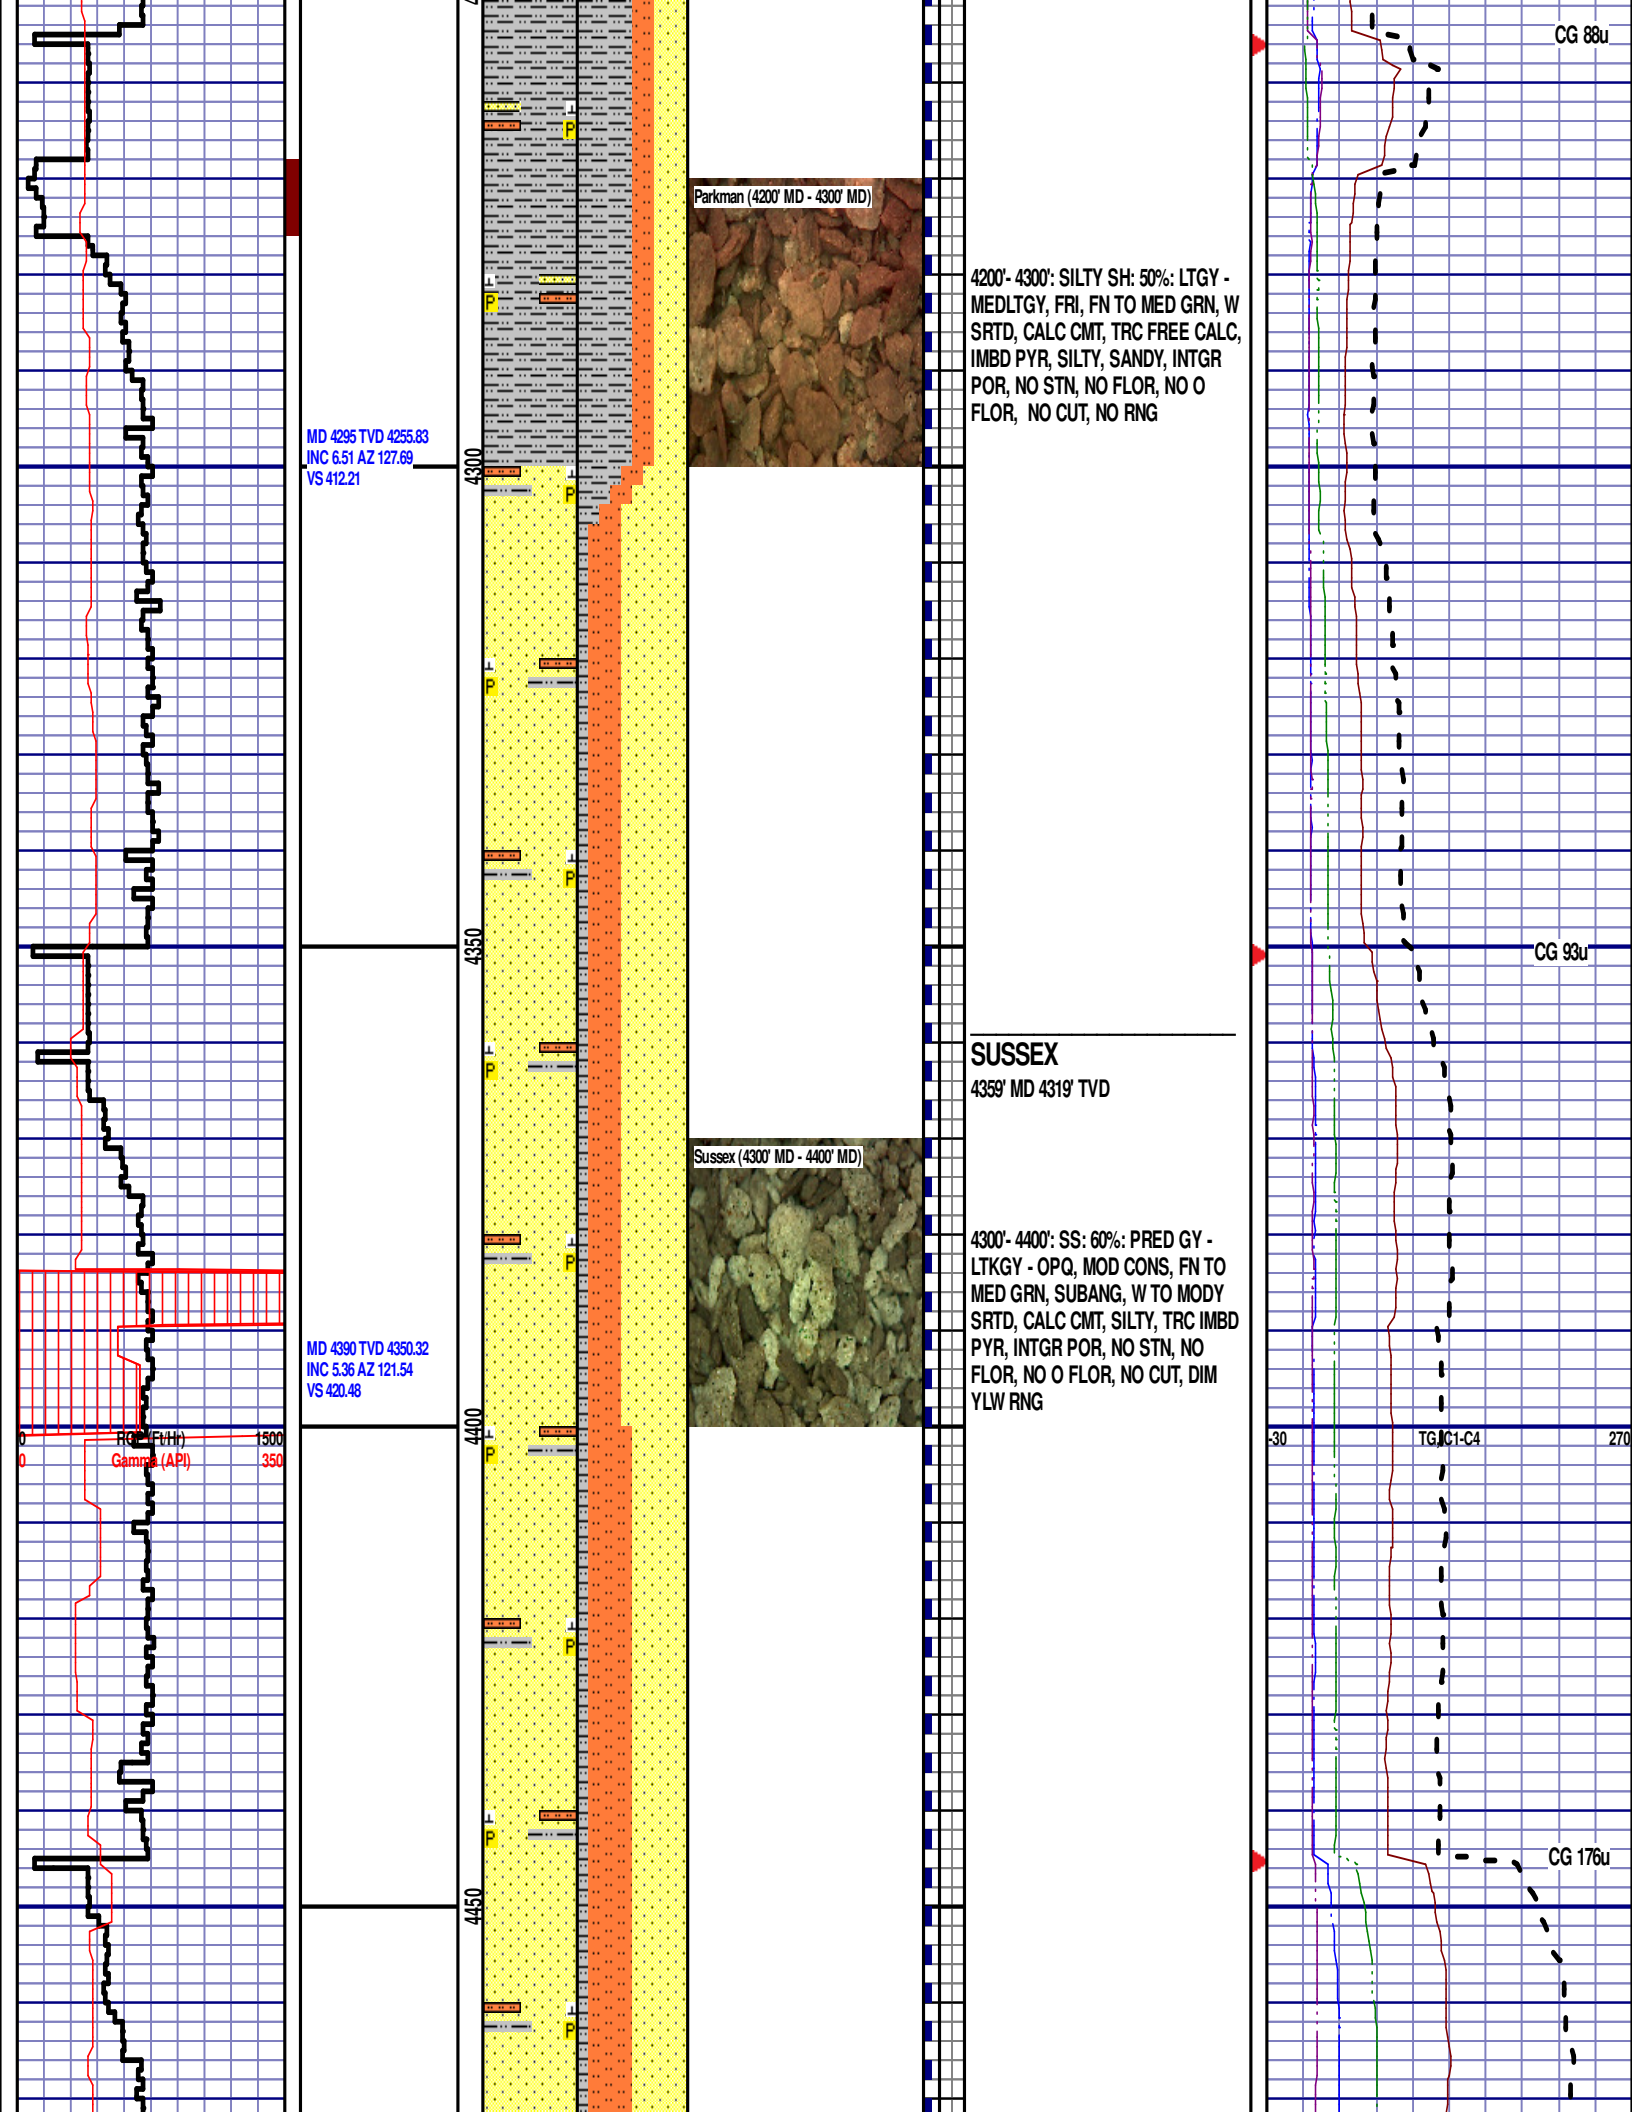 CG 88u
Parkman (4200' MD - 4300' MD)
4200'- 4300': SILTY SH: 50%: LTGY -
MEDLTGY, FRI, FN TO MED GRN, W
SRTD, CALC CMT, TRC FREE CALC,
IMBD PYR, SILTY, SANDY, INTGR
POR, NO STN, NO FLOR, NO O
FLOR, NO CUT, NO RNG
P
P
MD 4295 TVD 4255.83
INC 6.51 AZ 127.69
VS 412.21
4300
P
P
P
4350
CG 93u
SUSSEX
4359' MD 4319' TVD
P
Sussex (4300' MD - 4400' MD)
4300'- 4400': SS: 60%: PRED GY -
LTKGY - OPQ, MOD CONS, FN TO
MED GRN, SUBANG, W TO MODY
SRTD, CALC CMT, SILTY, TRC IMBD
PYR, INTGR POR, NO STN, NO
FLOR, NO O FLOR, NO CUT, DIM
YLW RNG
P
MD 4390 TVD 4350.32
INC 5.36 AZ 121.54
VS 420.48
4400
0 ROP (Ft/Hr) 1500
0 Gamma (API) 350
-30 TG, C1-C4 270
P
P
P
CG 176u
4450
P